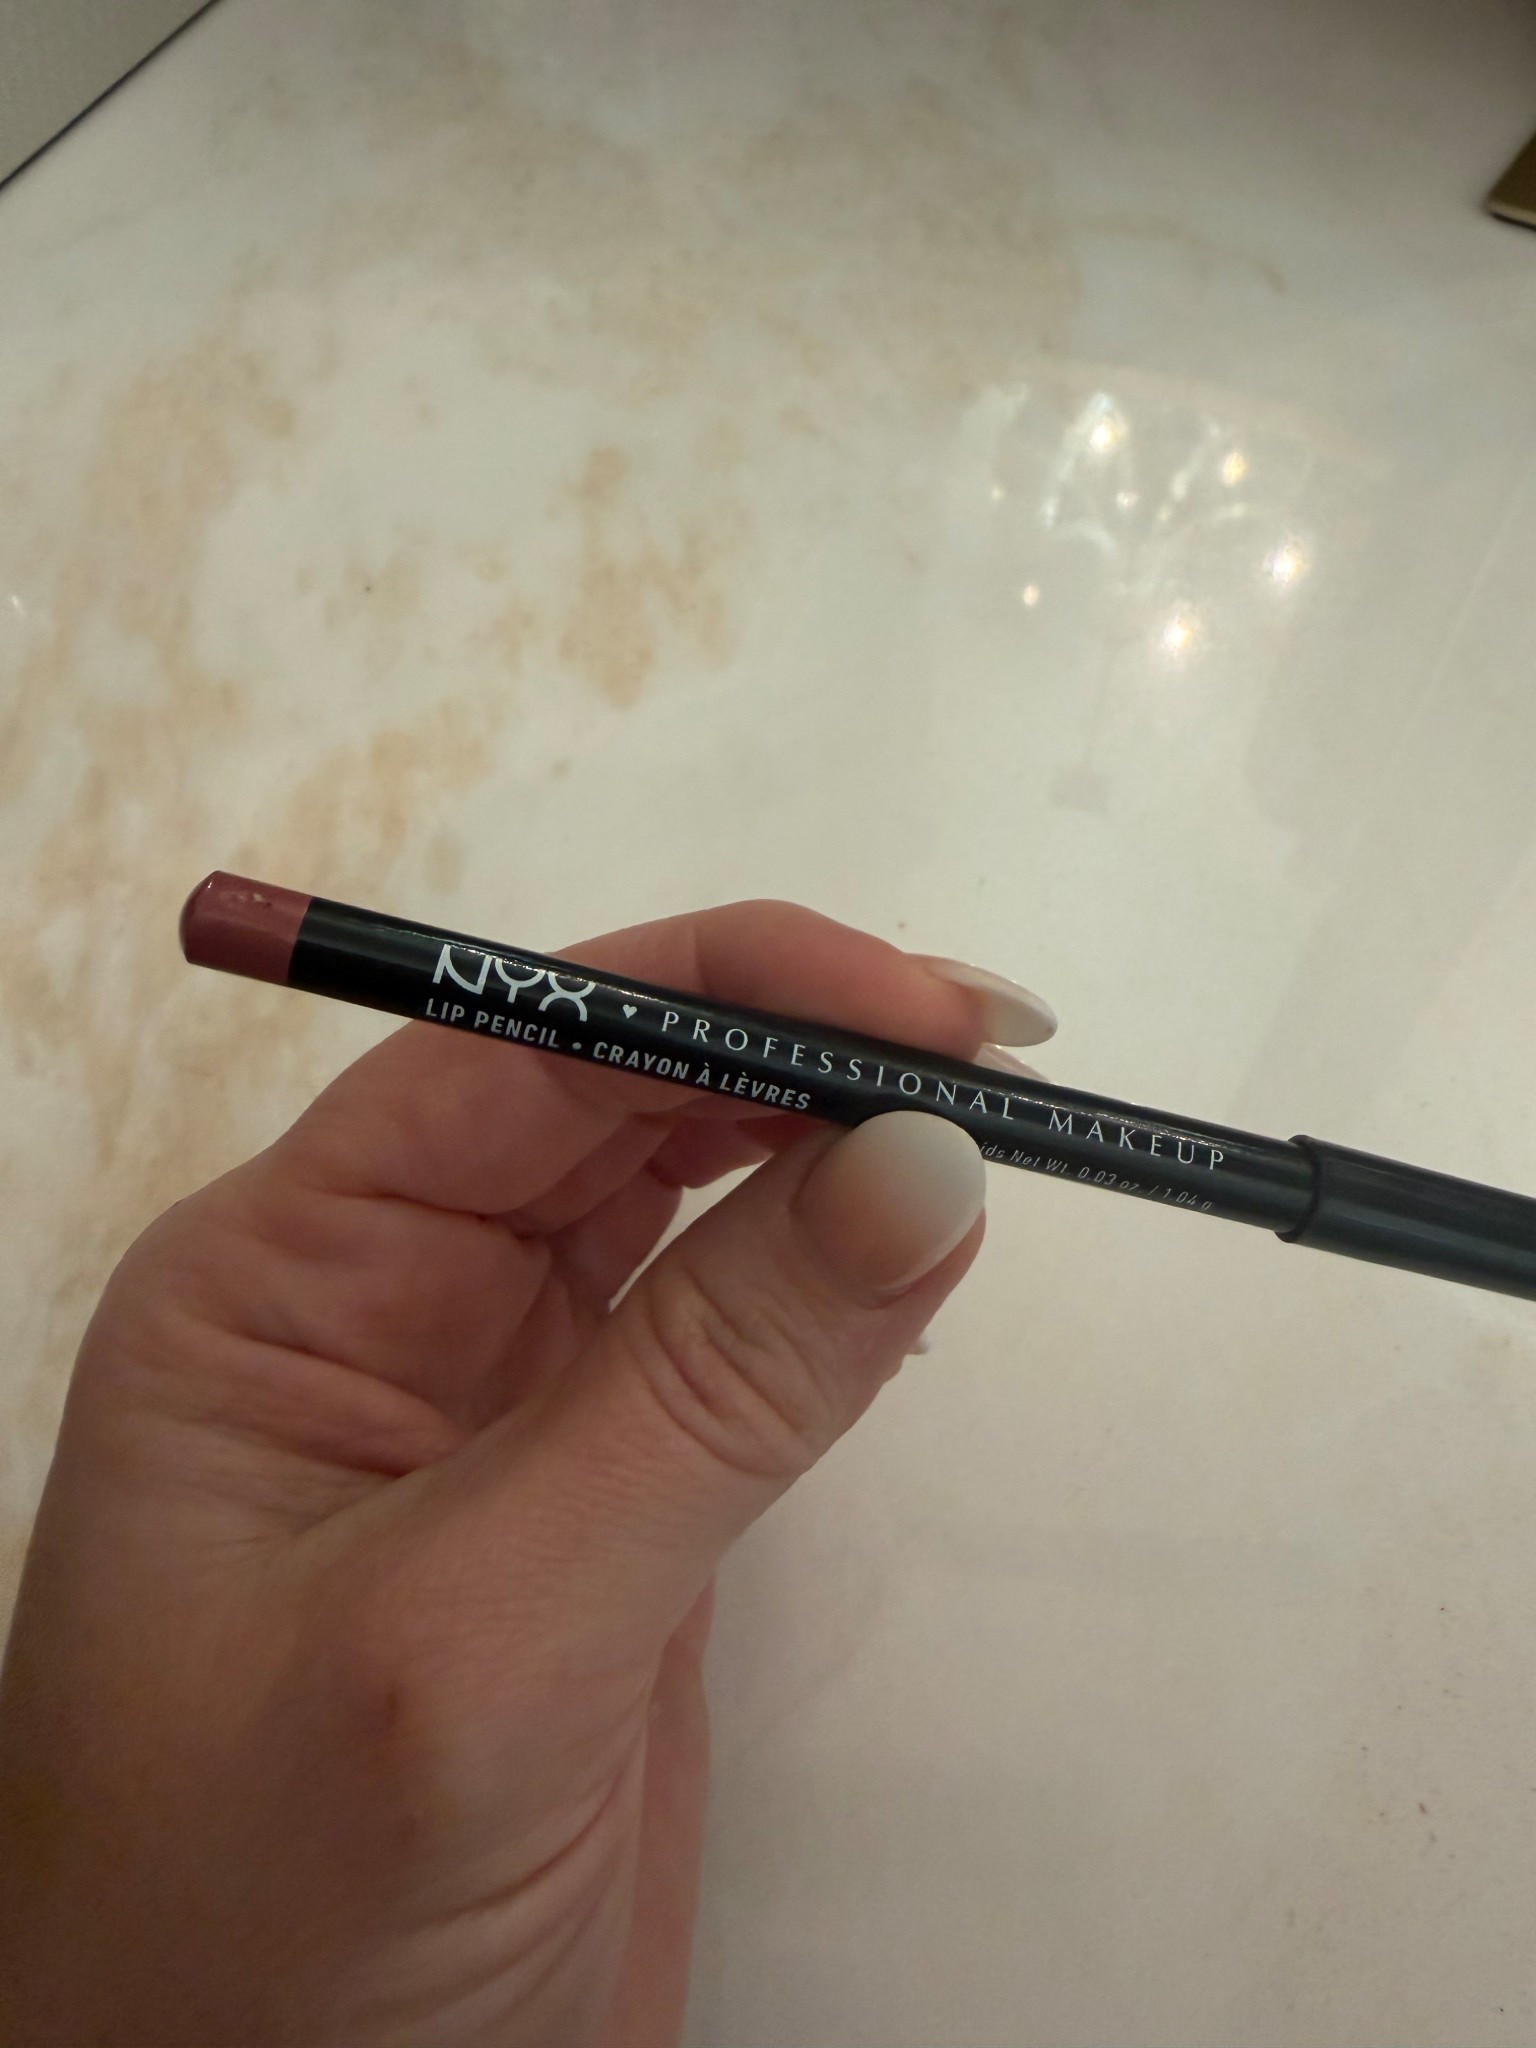 NYX ♥ PROFESSIONAL MAKEUP
LIP PENCIL • CRAYON À LÈVRES
Net Wt. 0.03 oz. / 1.04 g